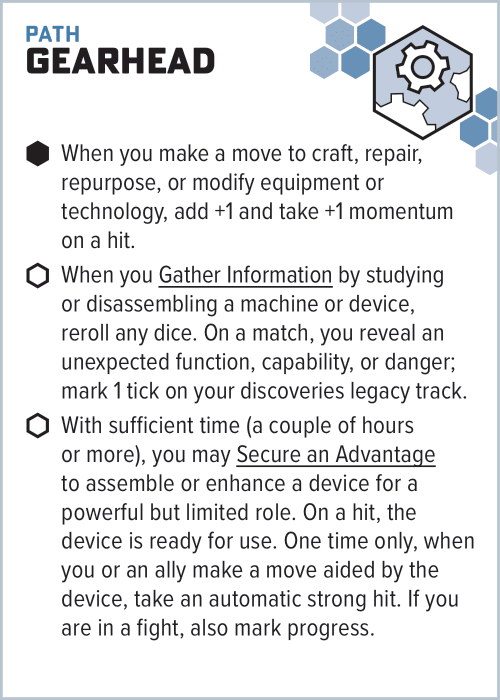 PATH
GEARHEAD
When you make a move to craft, repair,
repurpose, or modify equipment or
technology, add +1 and take +1 momentum
on a hit.
When you Gather Information by studying
or disassembling a machine or device,
reroll any dice. On a match, you reveal an
unexpected function, capability, or danger;
mark 1 tick on your discoveries legacy track.
With sufficient time (a couple of hours
or more), you may Secure an Advantage
to assemble or enhance a device for a
powerful but limited role. On a hit, the
device is ready for use. One time only, when
you or an ally make a move aided by the
device, take an automatic strong hit. If you
are in a fight, also mark progress.